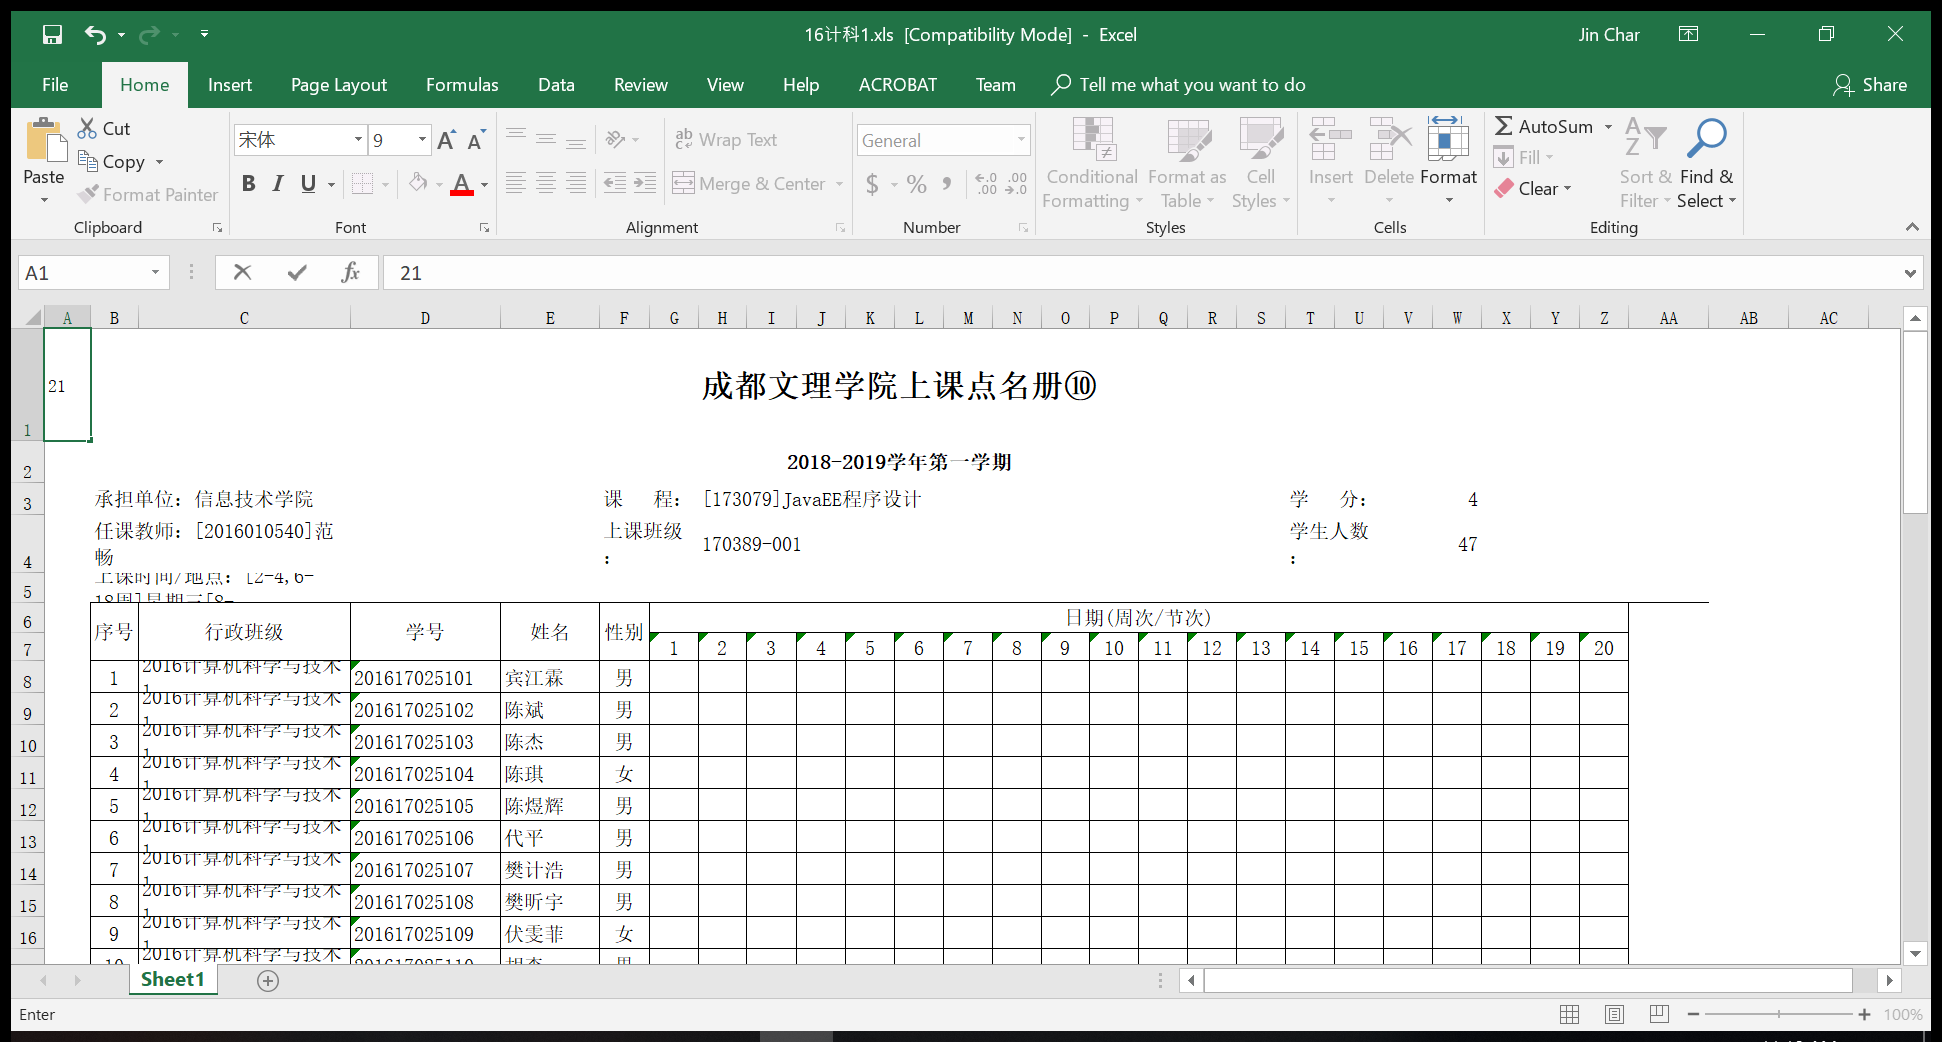 16计科1.xls [Compatibility Mode] - Excel
Jin Char
File Home Insert Page Layout Formulas Data Review View Help ACROBAT Team Tell me what you want to do Share
Paste
Cut
Copy
Format Painter
Clipboard
宋体 9
B I U
Font
Wrap Text
Merge & Center
Alignment
General
$ % ,
Number
Conditional Formatting
Format as Table
Cell Styles
Styles
Insert
Delete
Format
Cells
AutoSum
Fill
Clear
Sort & Filter
Find & Select
Editing
A1 fx 21
A B C D E F G H I J K L M N O P Q R S T U V W X Y Z AA AB AC
1 21 成都文理学院上课点名册⑩
2 2018-2019学年第一学期
3 承担单位：信息技术学院 课 程： [173079]JavaEE程序设计 学 分： 4
4 任课教师：[2016010540]范畅 上课班级： 170389-001 学生人数： 47
5 上课时间/地点：[2-4,6-
18周]星期三[8-
6 序号 行政班级 学号 姓名 性别 日期(周次/节次)
7 1 2 3 4 5 6 7 8 9 10 11 12 13 14 15 16 17 18 19 20
8 1 2016计算机科学与技术1 201617025101 宾江霖 男
9 2 2016计算机科学与技术1 201617025102 陈斌 男
10 3 2016计算机科学与技术1 201617025103 陈杰 男
11 4 2016计算机科学与技术1 201617025104 陈琪 女
12 5 2016计算机科学与技术1 201617025105 陈煜辉 男
13 6 2016计算机科学与技术1 201617025106 代平 男
14 7 2016计算机科学与技术1 201617025107 樊计浩 男
15 8 2016计算机科学与技术1 201617025108 樊昕宇 男
16 9 2016计算机科学与技术1 201617025109 伏雯菲 女
10 2016计算机科学与技术 201617025110 男
Sheet1
Enter
100%